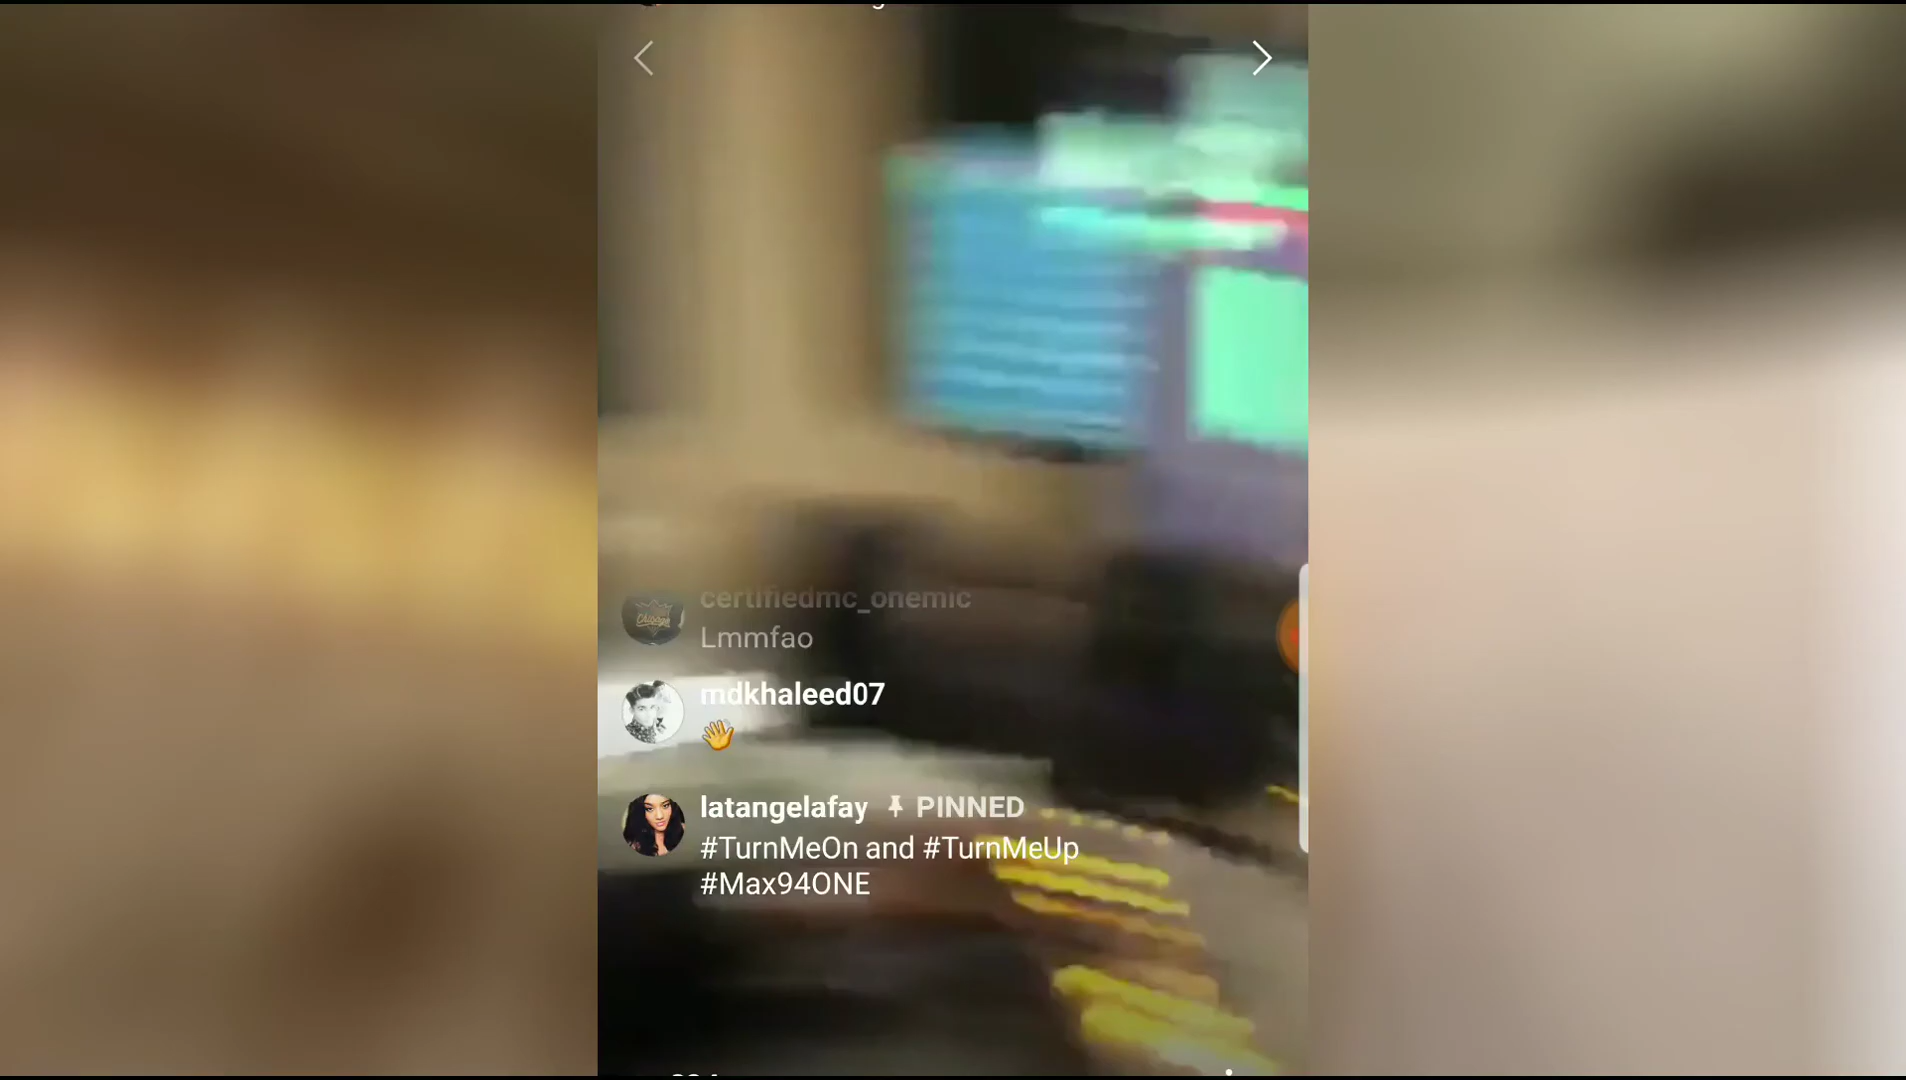 certifiedmc_onemic
Lmmfao
mdkhaleed07
👋
latangelafay PINNED
#TurnMeOn and #TurnMeUp
#Max94ONE